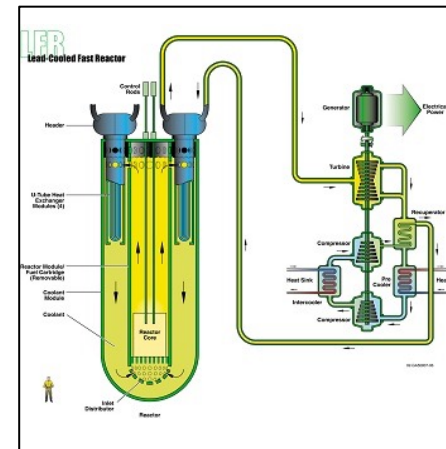 LFR
Lead-Cooled Fast Reactor
Control
Rods
Header
U-Tube Heat
Exchanger
Modules (4)
Reactor Module/
Fuel Cartridge
(Removable)
Coolant
Module
Coolant
Reactor
Core
Inlet
Distributor
Reactor
Generator
Electrical
Power
Turbine
Recuperator
Compressor
Heat Sink
Intercooler
Pre
Cooler
Heat
Compressor